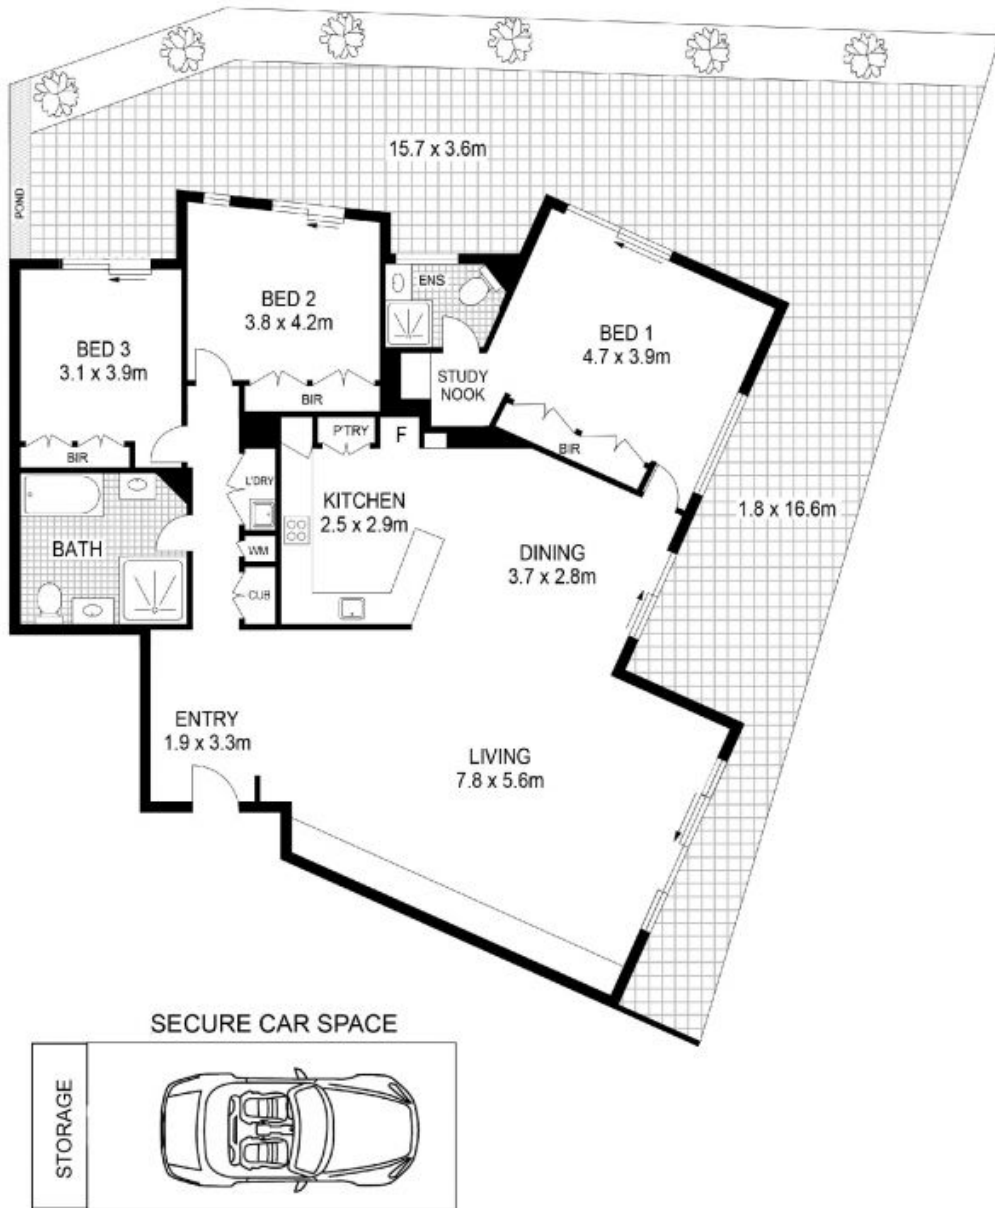 15.7 x 3.6m
POND
ENS
BED 2
3.8 x 4.2m
BED 1
4.7 x 3.9m
BED 3
3.1 x 3.9m
STUDY
NOOK
BIR
P'TRY
F
BIR
BIR
L'DRY
KITCHEN
2.5 x 2.9m
1.8 x 16.6m
BATH
WM
DINING
3.7 x 2.8m
CUB
ENTRY
1.9 x 3.3m
LIVING
7.8 x 5.6m
SECURE CAR SPACE
STORAGE